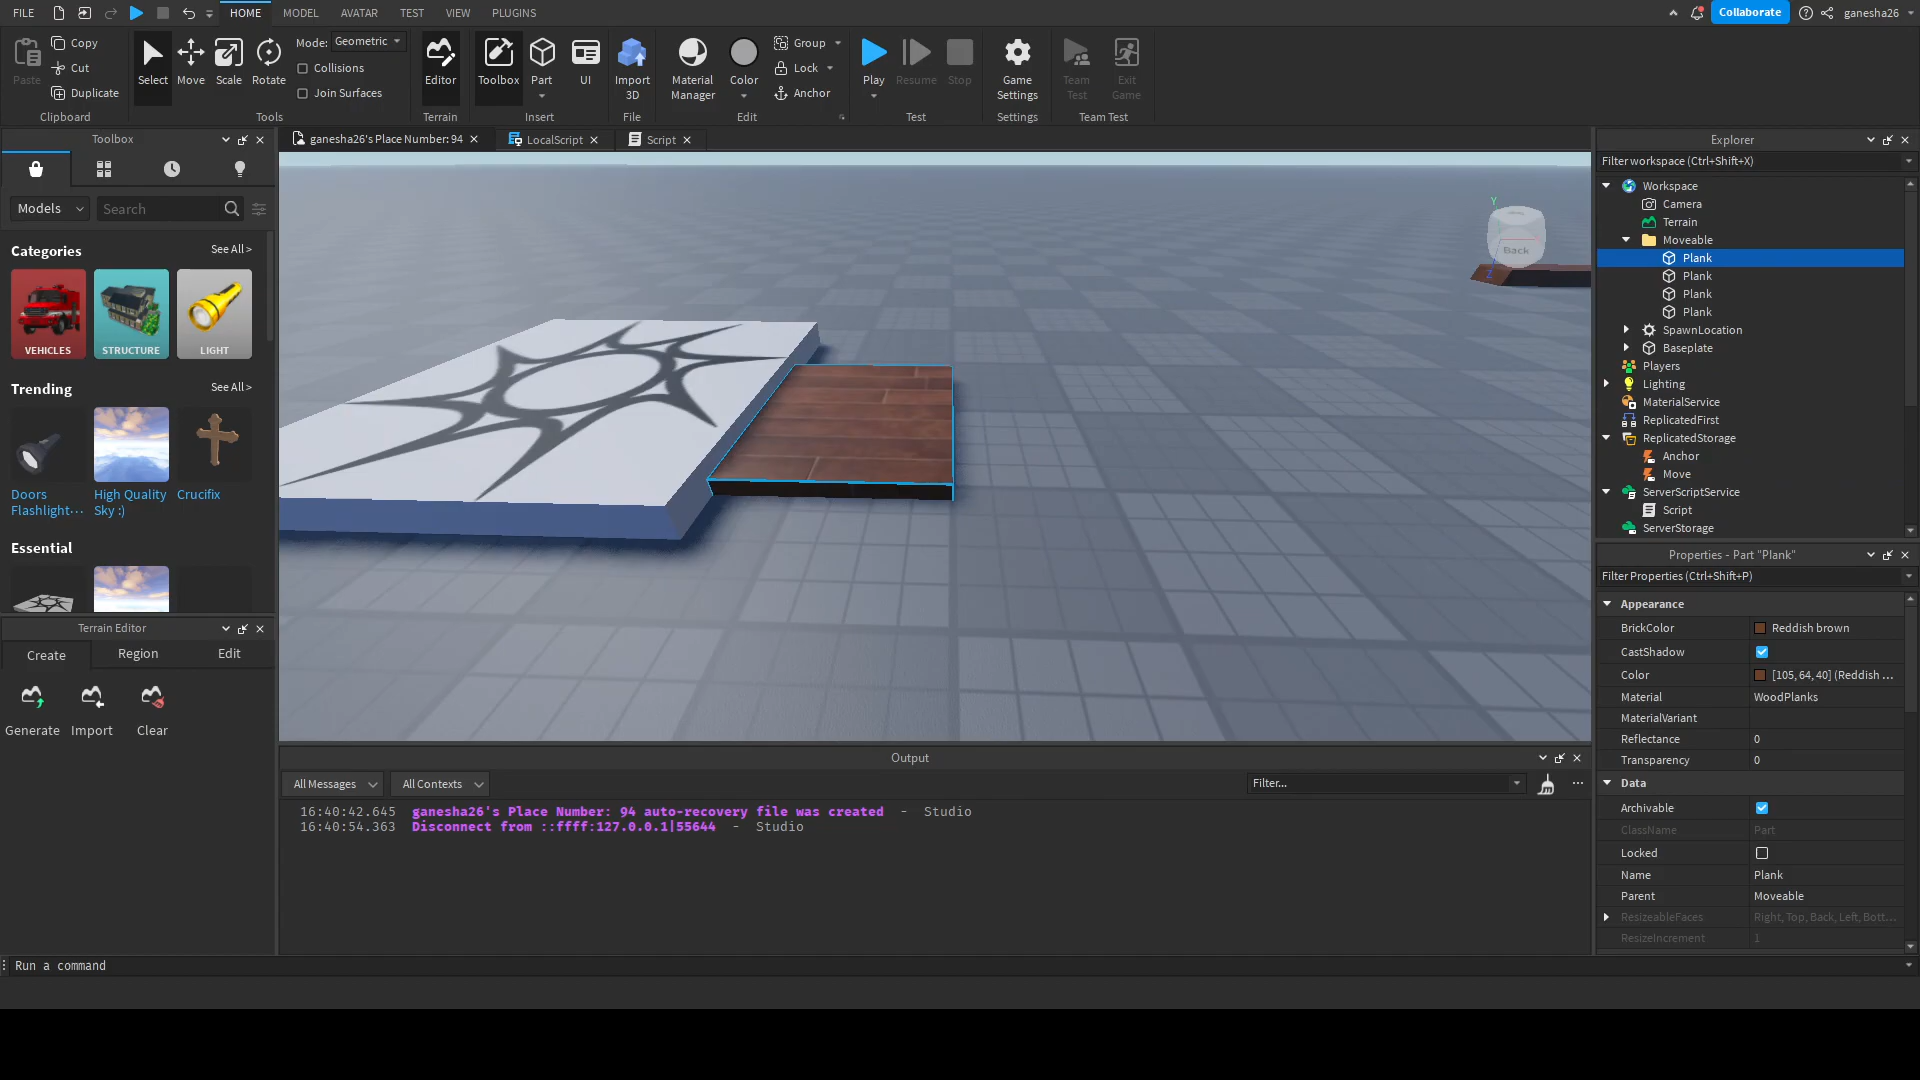 FILE
HOME
MODEL
AVATAR
TEST
VIEW
PLUGINS
Collaborate
ganesha26
Paste
Copy
Cut
Duplicate
Clipboard
Select
Move
Scale
Rotate
Mode:
Geometric
Collisions
Join Surfaces
Tools
Editor
Terrain
Toolbox
Part
UI
Insert
Import
3D
File
Material
Manager
Color
Group
Lock
Anchor
Edit
Play
Resume
Stop
Test
Game
Settings
Settings
Team
Test
Exit
Game
Team Test
Toolbox
Models
Search
Categories
See All >
VEHICLES
STRUCTURE
LIGHT
Trending
See All >
Doors
Flashlight···
High Quality
Sky :)
Crucifix
Essential
Terrain Editor
Create
Region
Edit
Generate
Import
Clear
ganesha26's Place Number: 94
LocalScript
Script
Y
Back
Z
Output
All Messages
All Contexts
Filter...
16:40:42.645 ganesha26's Place Number: 94 auto-recovery file was created - Studio
16:40:54.363 Disconnect from ::ffff:127.0.0.1|55644 - Studio
Explorer
Filter workspace (Ctrl+Shift+X)
Workspace
Camera
Terrain
Moveable
Plank
Plank
Plank
Plank
SpawnLocation
Baseplate
Players
Lighting
MaterialService
ReplicatedFirst
ReplicatedStorage
Anchor
Move
ServerScriptService
Script
ServerStorage
Properties - Part "Plank"
Filter Properties (Ctrl+Shift+P)
Appearance
BrickColor Reddish brown
CastShadow
Color [105, 64, 40] (Reddish ...
Material WoodPlanks
MaterialVariant
Reflectance 0
Transparency 0
Data
Archivable
ClassName Part
Locked
Name Plank
Parent Moveable
ResizeableFaces Right, Top, Back, Left, Bott...
ResizeIncrement 1
Run a command